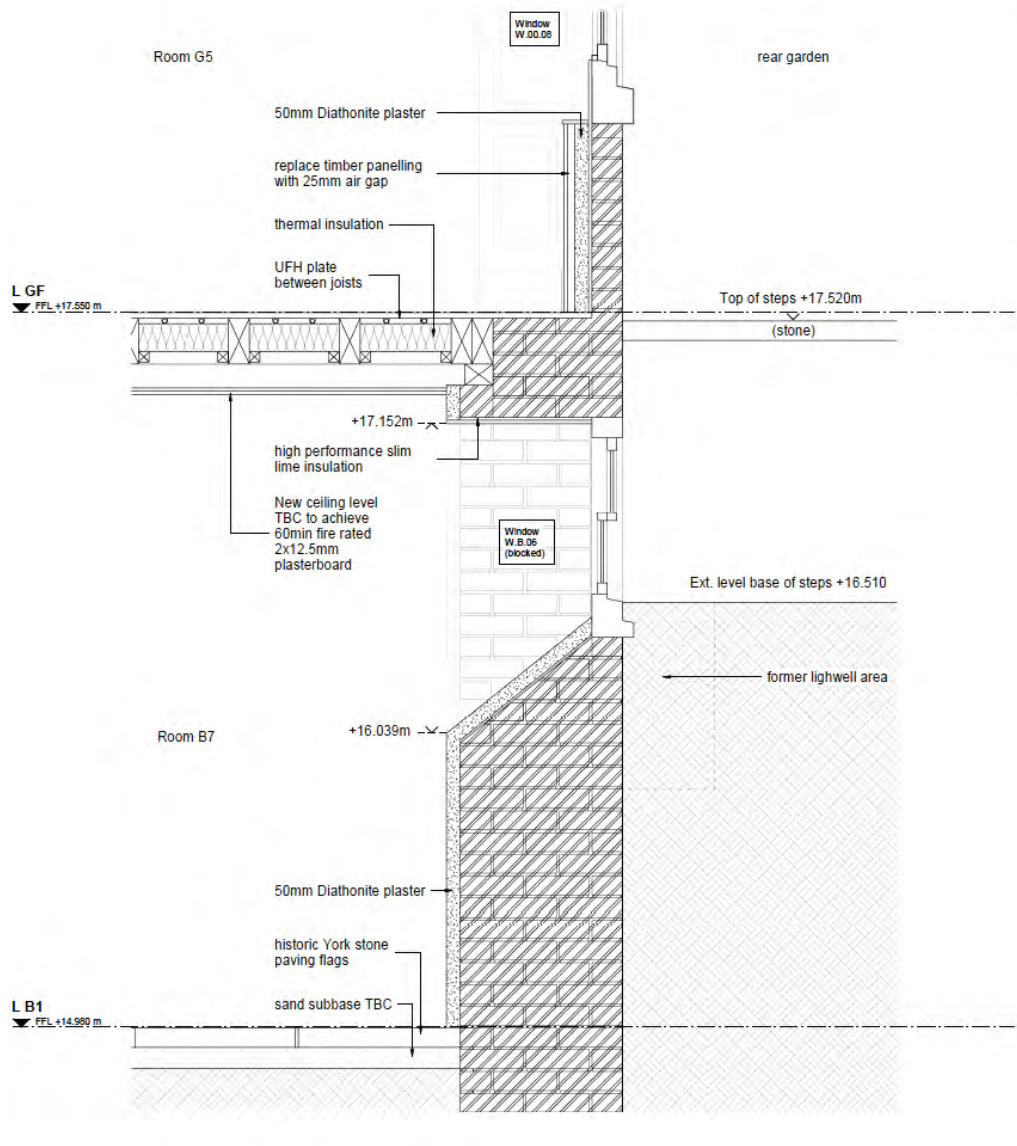 Window
W.00.08
Room G5
rear garden
50mm Diathonite plaster
replace timber panelling
with 25mm air gap
thermal insulation
UFH plate
between joists
L GF
FFL +17.550 m
Top of steps +17.520m
(stone)
+17.152m
high performance slim
lime insulation
New ceiling level
TBC to achieve
60min fire rated
2x12.5mm
plasterboard
Window
W.B.06
(blocked)
Ext. level base of steps +16.510
former lighwell area
Room B7
+16.039m
50mm Diathonite plaster
historic York stone
paving flags
sand subbase TBC
L B1
FFL +14.980 m